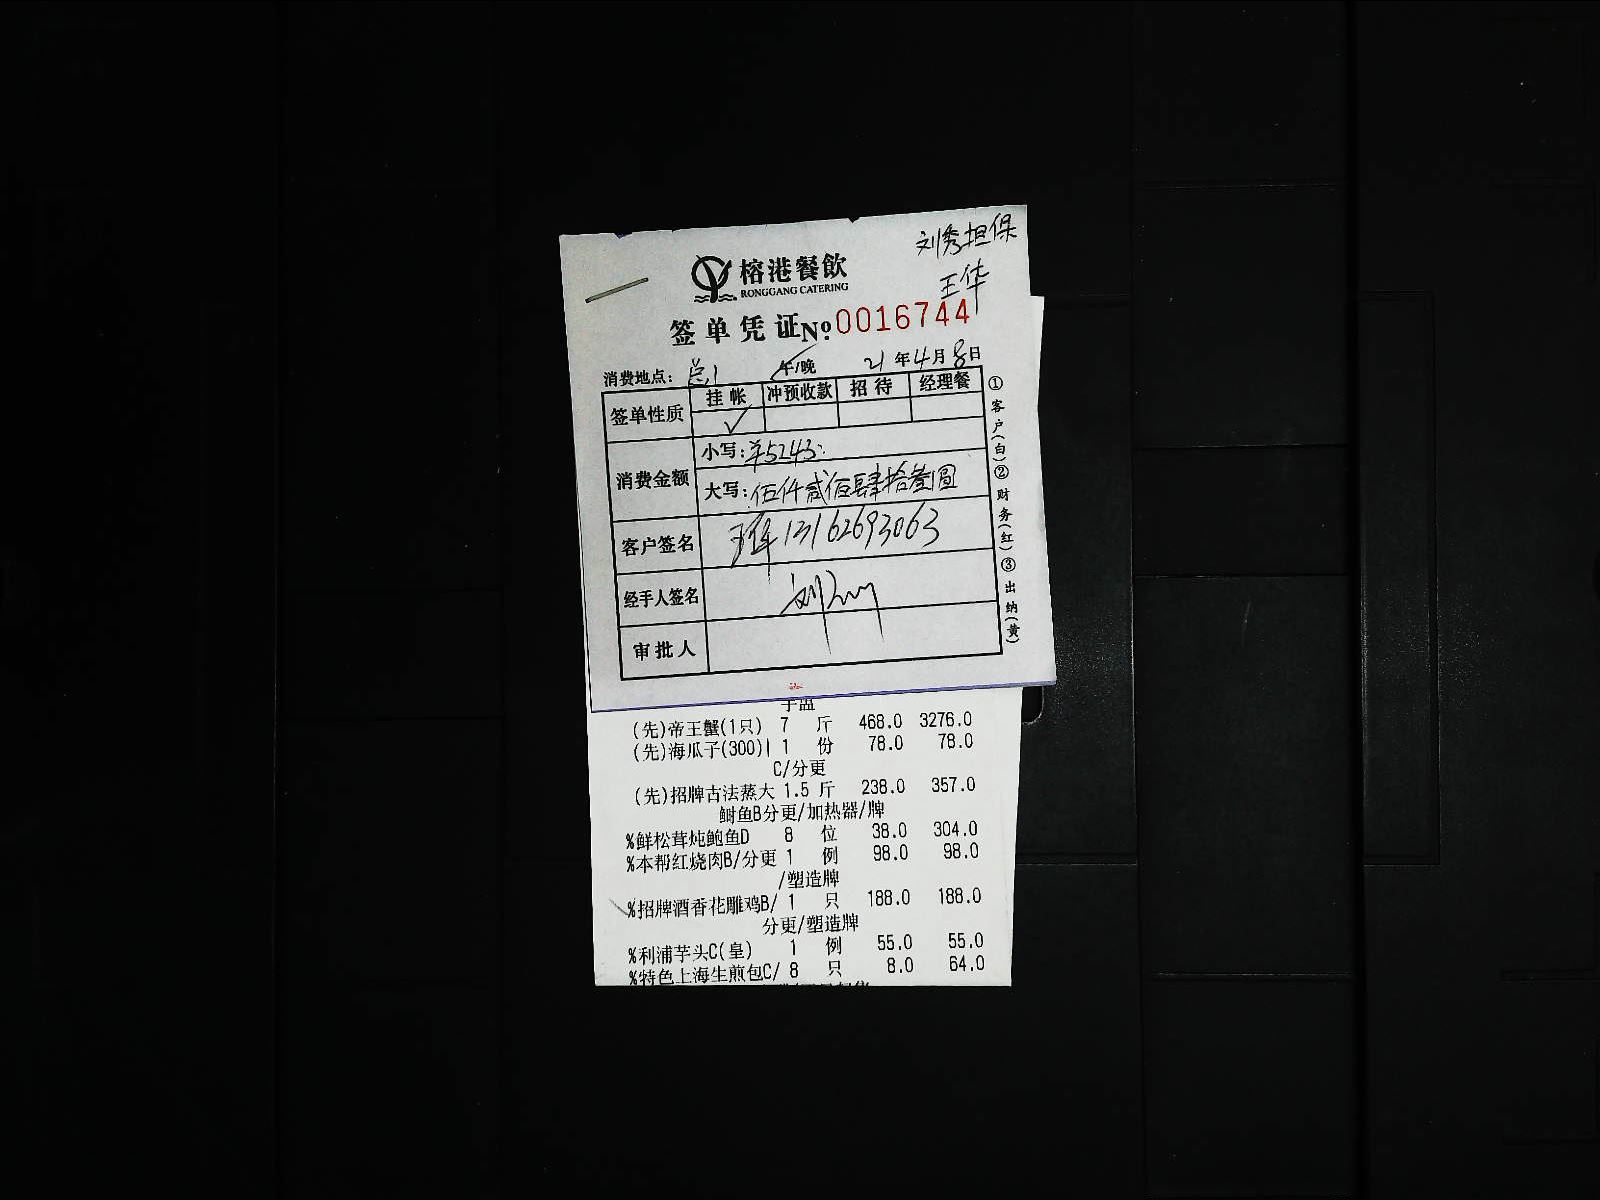 刘秀担保
王华
榕港餐飲
RONGGANG CATERING
签单凭证 No. 0016744
消费地点: 总1 午/晚 21年4月8日
签单性质 挂帐 冲预收款 招待 经理餐
✓
消费金额 小写: ¥5243
大写: 伍仟贰佰肆拾叁圆
客户签名 13162693063
经手人签名
审批人
①客户(白)②财务(红)③出纳(黄)
(先)帝王蟹(1只) 7 斤 468.0 3276.0
(先)海瓜子(300) 1 份 78.0 78.0
C/分更
(先)招牌古法蒸大 1.5 斤 238.0 357.0
鲥鱼B分更/加热器/牌
%鲜松茸炖鲍鱼D 8 位 38.0 304.0
%本帮红烧肉B/分更 1 例 98.0 98.0
/塑造牌
%招牌酒香花雕鸡B/ 1 只 188.0 188.0
分更/塑造牌
%利浦芋头C(皇) 1 例 55.0 55.0
%特色上海生煎包C/ 8 只 8.0 64.0